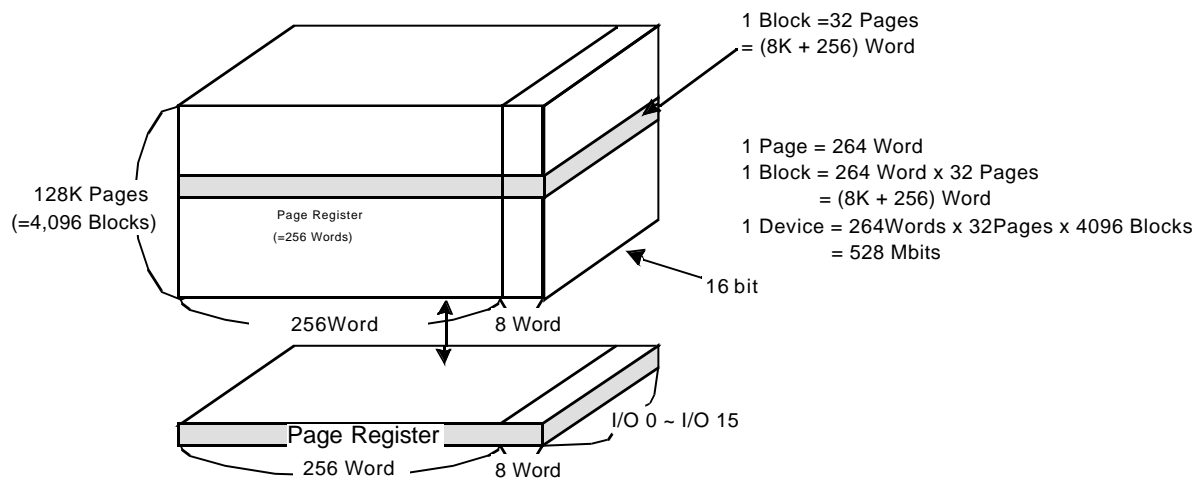 1 Block =32 Pages
= (8K + 256) Word
1 Page = 264 Word
1 Block = 264 Word x 32 Pages
= (8K + 256) Word
1 Device = 264Words x 32Pages x 4096 Blocks
= 528 Mbits
128K Pages
(=4,096 Blocks)
Page Register
(=256 Words)
16 bit
256Word
8 Word
I/O 0 ~ I/O 15
Page Register
256 Word
8 Word